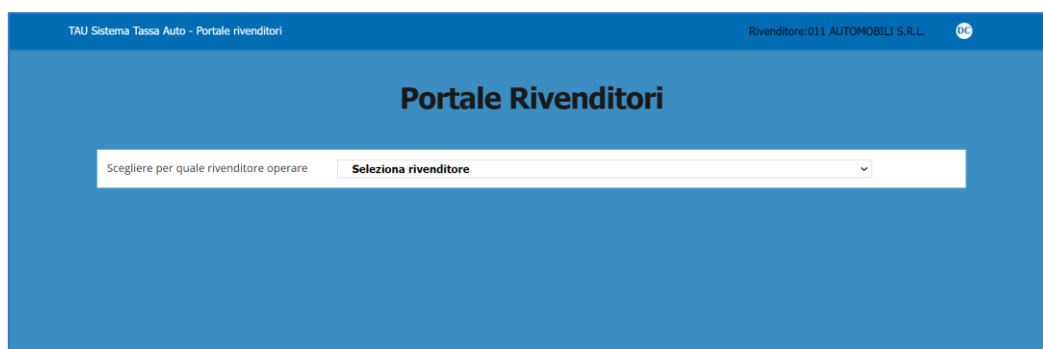 TAU Sistema Tassa Auto - Portale rivenditori
Rivenditore:011 AUTOMOBILI S.R.L.
DC
Portale Rivenditori
Scegliere per quale rivenditore operare
Seleziona rivenditore